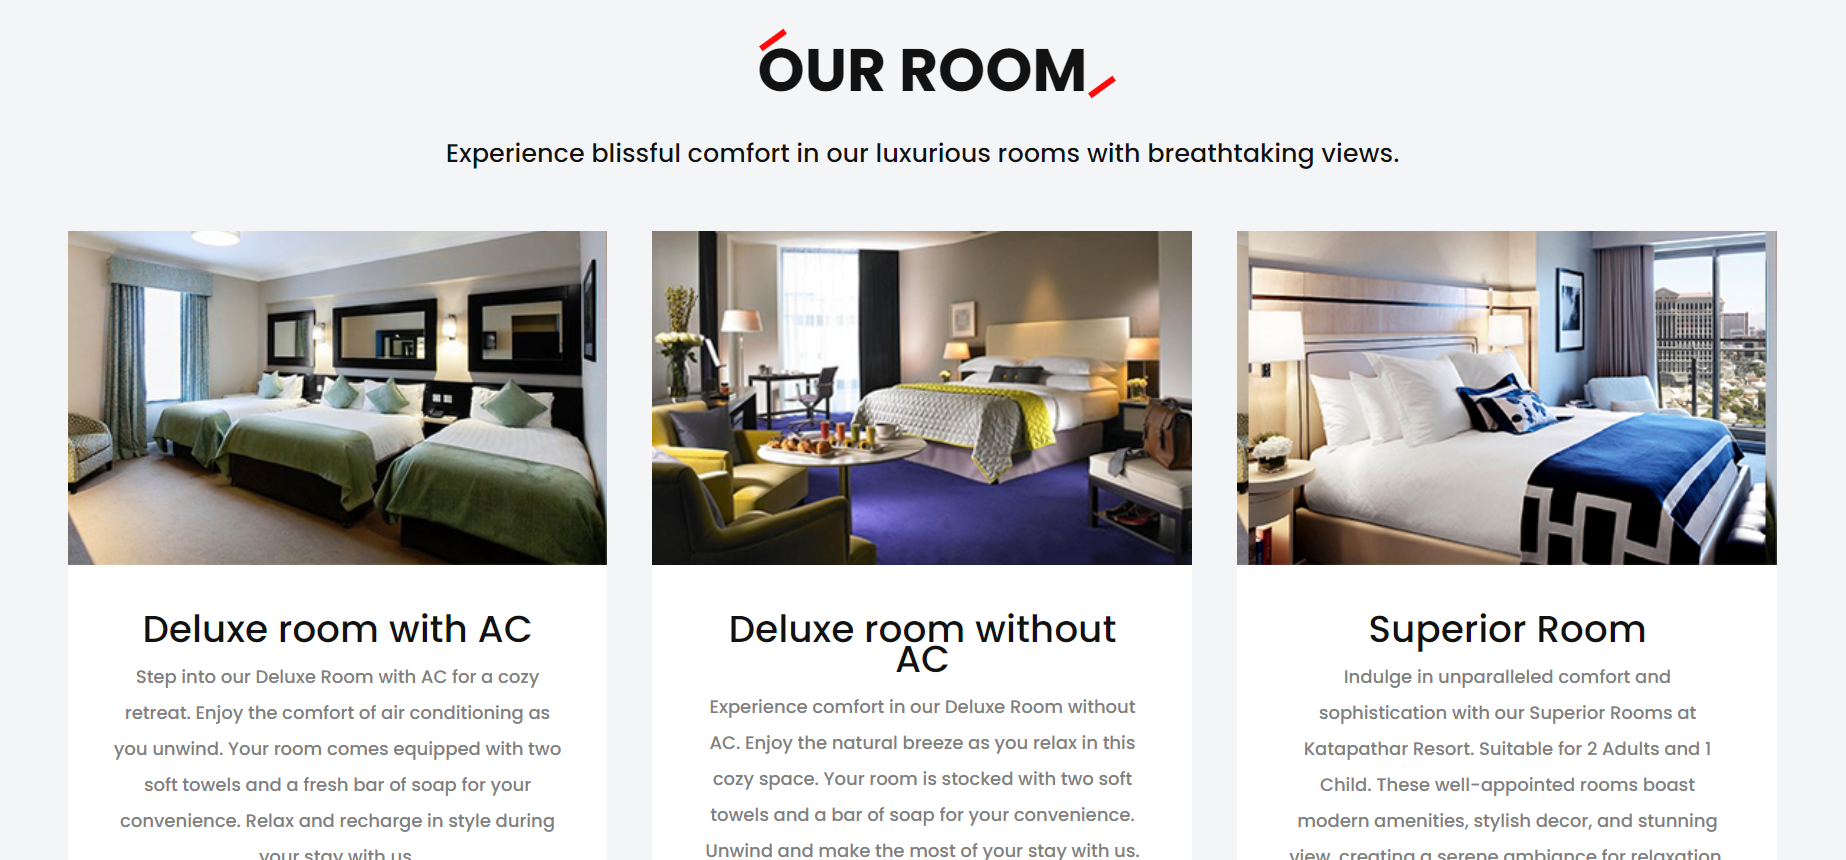 OUR ROOM
Experience blissful comfort in our luxurious rooms with breathtaking views.
Deluxe room with AC
Step into our Deluxe Room with AC for a cozy
retreat. Enjoy the comfort of air conditioning as
you unwind. Your room comes equipped with two
soft towels and a fresh bar of soap for your
convenience. Relax and recharge in style during
your stay with us.
Deluxe room without
AC
Experience comfort in our Deluxe Room without
AC. Enjoy the natural breeze as you relax in this
cozy space. Your room is stocked with two soft
towels and a bar of soap for your convenience.
Unwind and make the most of your stay with us.
Superior Room
Indulge in unparalleled comfort and
sophistication with our Superior Rooms at
Katapathar Resort. Suitable for 2 Adults and 1
Child. These well-appointed rooms boast
modern amenities, stylish decor, and stunning
view, creating a serene ambiance for relaxation